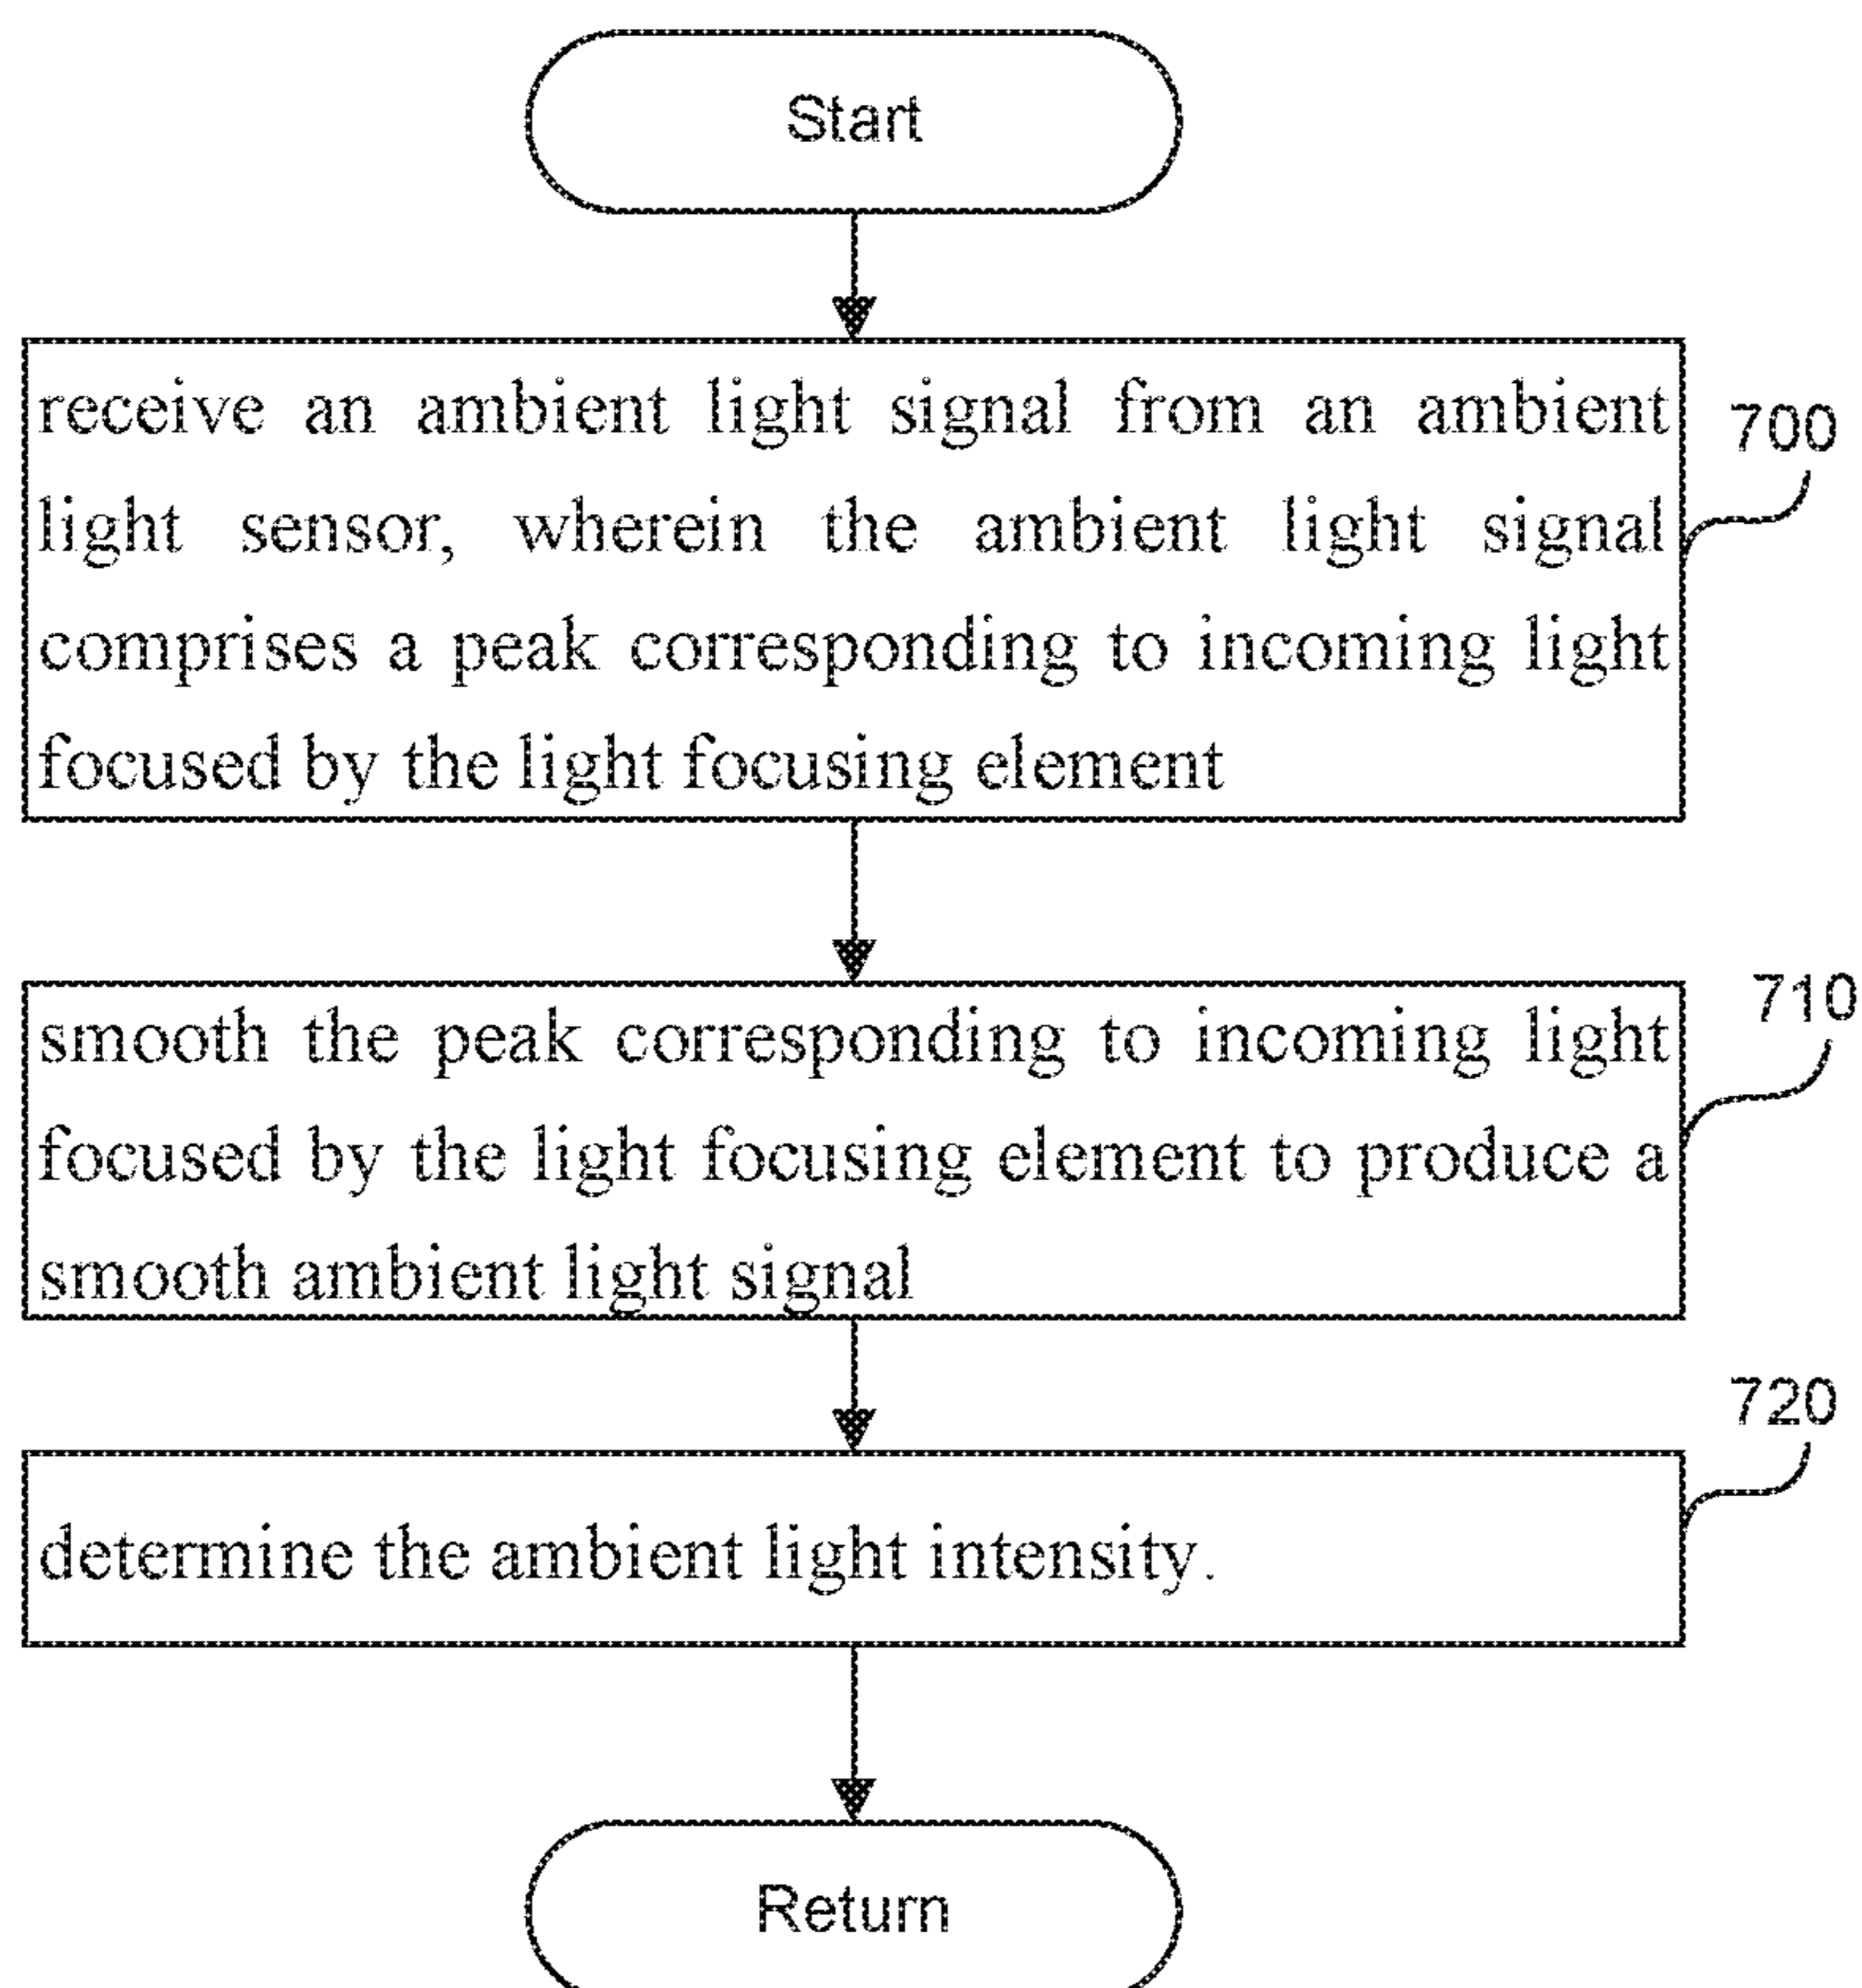 Start
receive an ambient light signal from an ambient
light sensor, wherein the ambient light signal
comprises a peak corresponding to incoming light
focused by the light focusing element
700
smooth the peak corresponding to incoming light
focused by the light focusing element to produce a
smooth ambient light signal
710
determine the ambient light intensity.
720
Return